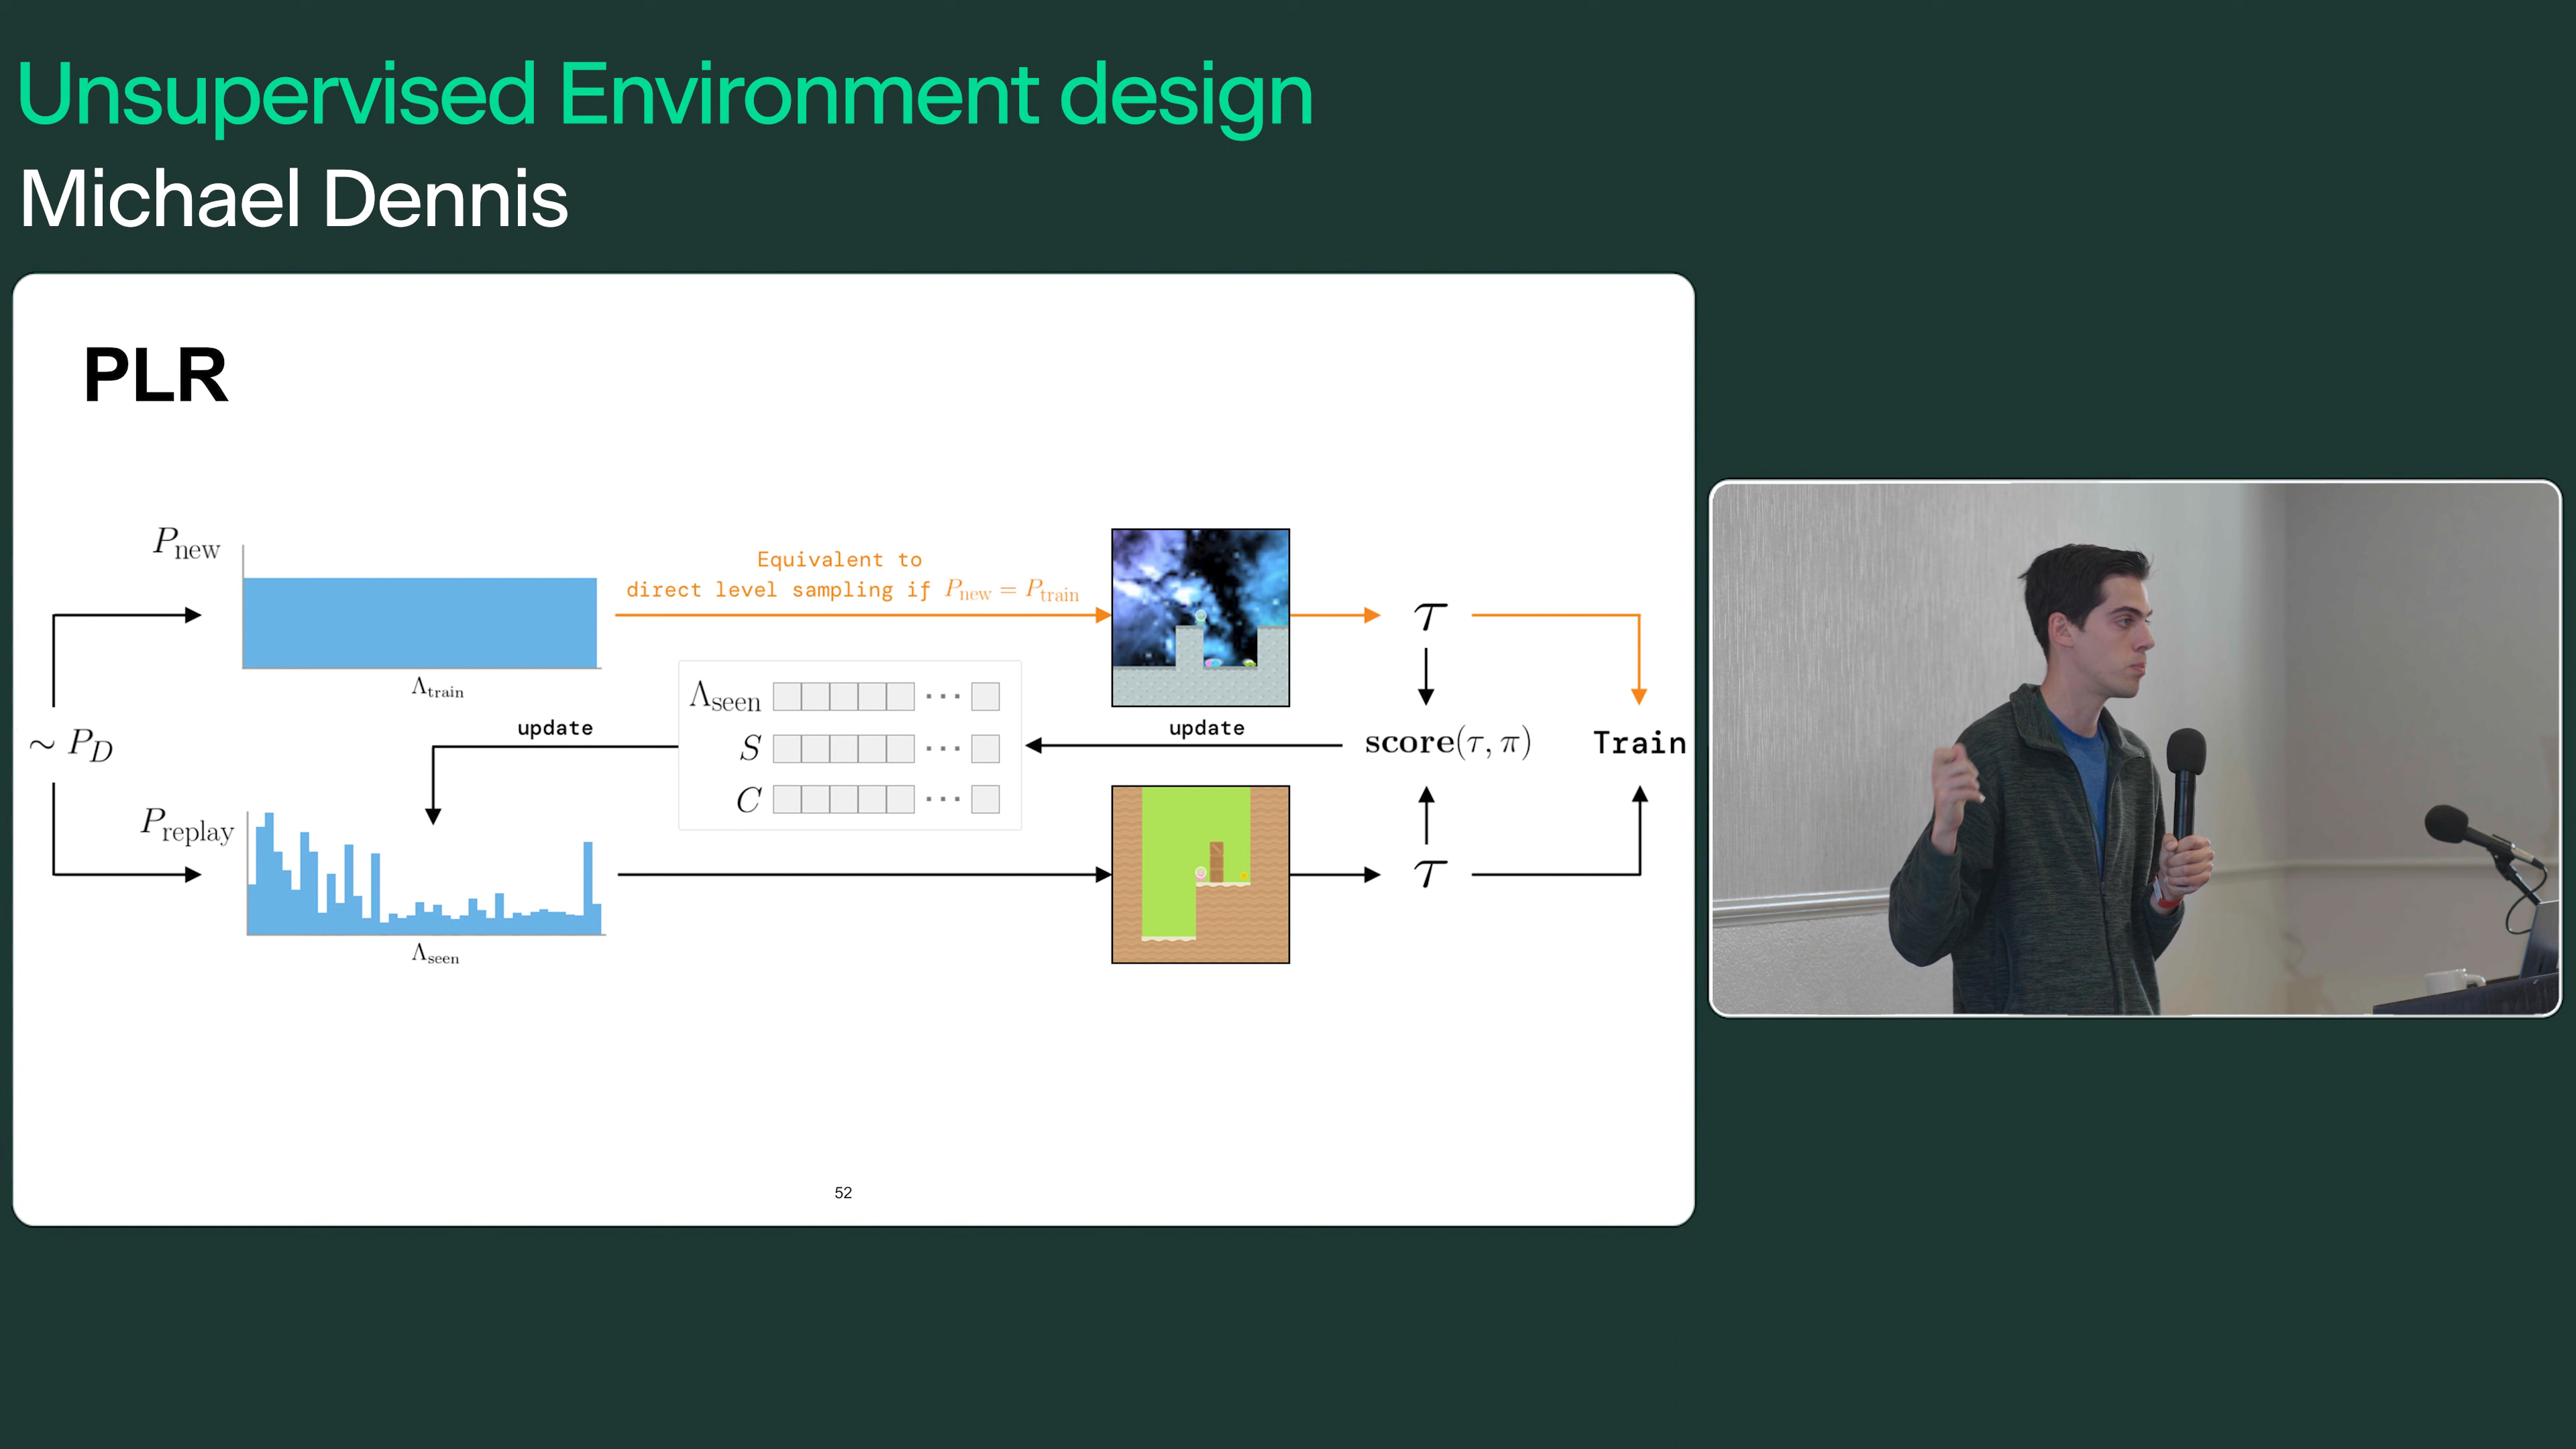 Unsupervised Environment design
Michael Dennis
PLR
P_new
Equivalent to
direct level sampling if P_new = P_train
τ
Λ_train
Λ_seen ···
update
update
~ P_D
S ···
score(τ, π)
Train
C ···
P_replay
τ
Λ_seen
52